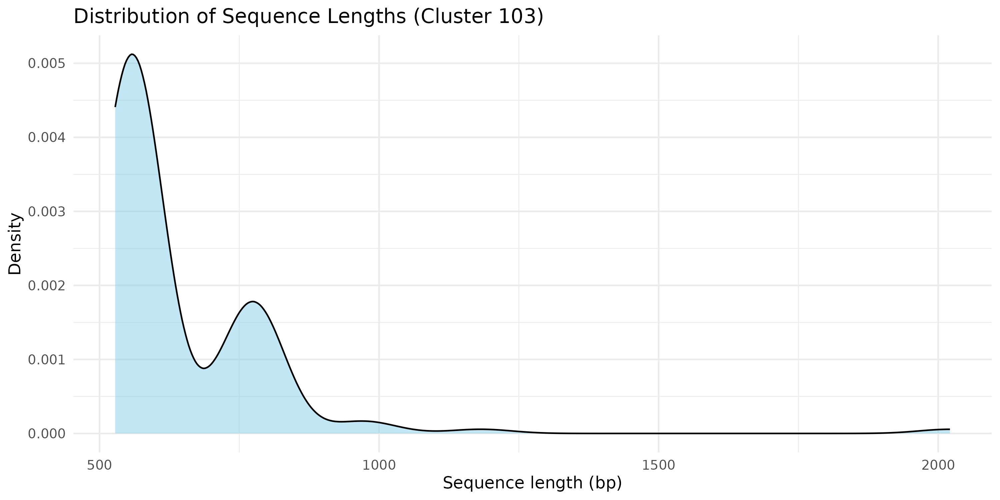 Distribution of Sequence Lengths (Cluster 103)
Density
0.005
0.004
0.003
0.002
0.001
0.000
500 1000 1500 2000
Sequence length (bp)